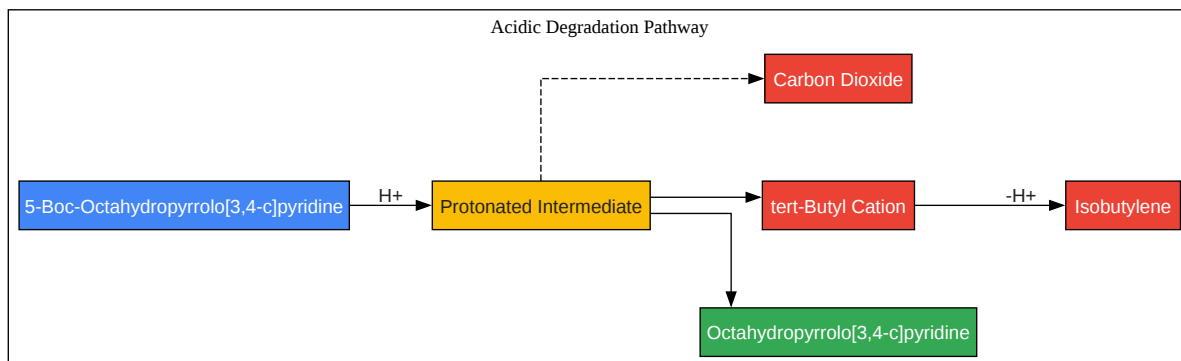 Acidic Degradation Pathway
Carbon Dioxide
5-Boc-Octahydropyrrolo[3,4-c]pyridine
H+
Protonated Intermediate
tert-Butyl Cation
-H+
Isobutylene
Octahydropyrrolo[3,4-c]pyridine